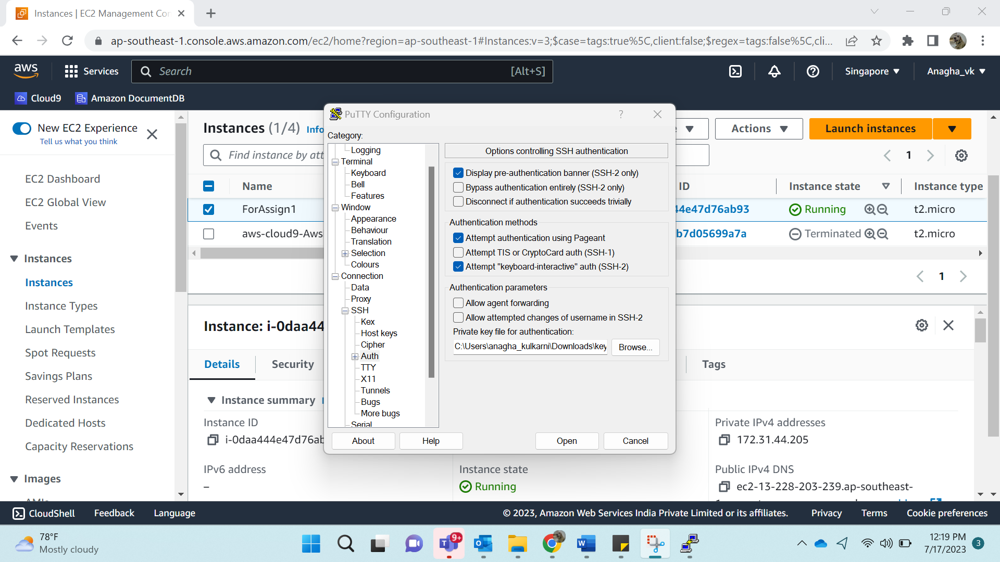 Instances | EC2 Management Con
ap-southeast-1.console.aws.amazon.com/ec2/home?region=ap-southeast-1#Instances:v=3;$case=tags:true%5C,client:false;$regex=tags:false%5C,cli...
aws
Services
Search
[Alt+S]
Singapore
Anagha_vk
Cloud9
Amazon DocumentDB
New EC2 Experience
Tell us what you think
EC2 Dashboard
EC2 Global View
Events
Instances
Instances
Instance Types
Launch Templates
Spot Requests
Savings Plans
Reserved Instances
Dedicated Hosts
Capacity Reservations
Images
Instances (1/4) Info
Actions
Launch instances
Find instance by att
1
Name
ID
Instance state
Instance type
ForAssign1
44e47d76ab93
Running
t2.micro
aws-cloud9-Aws
b7d05699a7a
Terminated
t2.micro
1
Instance: i-0daa44
Details
Security
Tags
Instance summary
Instance ID
i-0daa444e47d76ab
Private IPv4 addresses
172.31.44.205
IPv6 address
–
Instance state
Running
Public IPv4 DNS
ec2-13-228-203-239.ap-southeast-
PuTTY Configuration
?
Category:
Logging
Terminal
Keyboard
Bell
Features
Window
Appearance
Behaviour
Translation
Selection
Colours
Connection
Data
Proxy
SSH
Kex
Host keys
Cipher
Auth
TTY
X11
Tunnels
Bugs
More bugs
Serial
Options controlling SSH authentication
Display pre-authentication banner (SSH-2 only)
Bypass authentication entirely (SSH-2 only)
Disconnect if authentication succeeds trivially
Authentication methods
Attempt authentication using Pageant
Attempt TIS or CryptoCard auth (SSH-1)
Attempt "keyboard-interactive" auth (SSH-2)
Authentication parameters
Allow agent forwarding
Allow attempted changes of username in SSH-2
Private key file for authentication:
C:\Users\anagha_kulkarni\Downloads\key
Browse...
About
Help
Open
Cancel
CloudShell
Feedback
Language
© 2023, Amazon Web Services India Private Limited or its affiliates.
Privacy
Terms
Cookie preferences
78°F
Mostly cloudy
9+
12:19 PM
7/17/2023
3